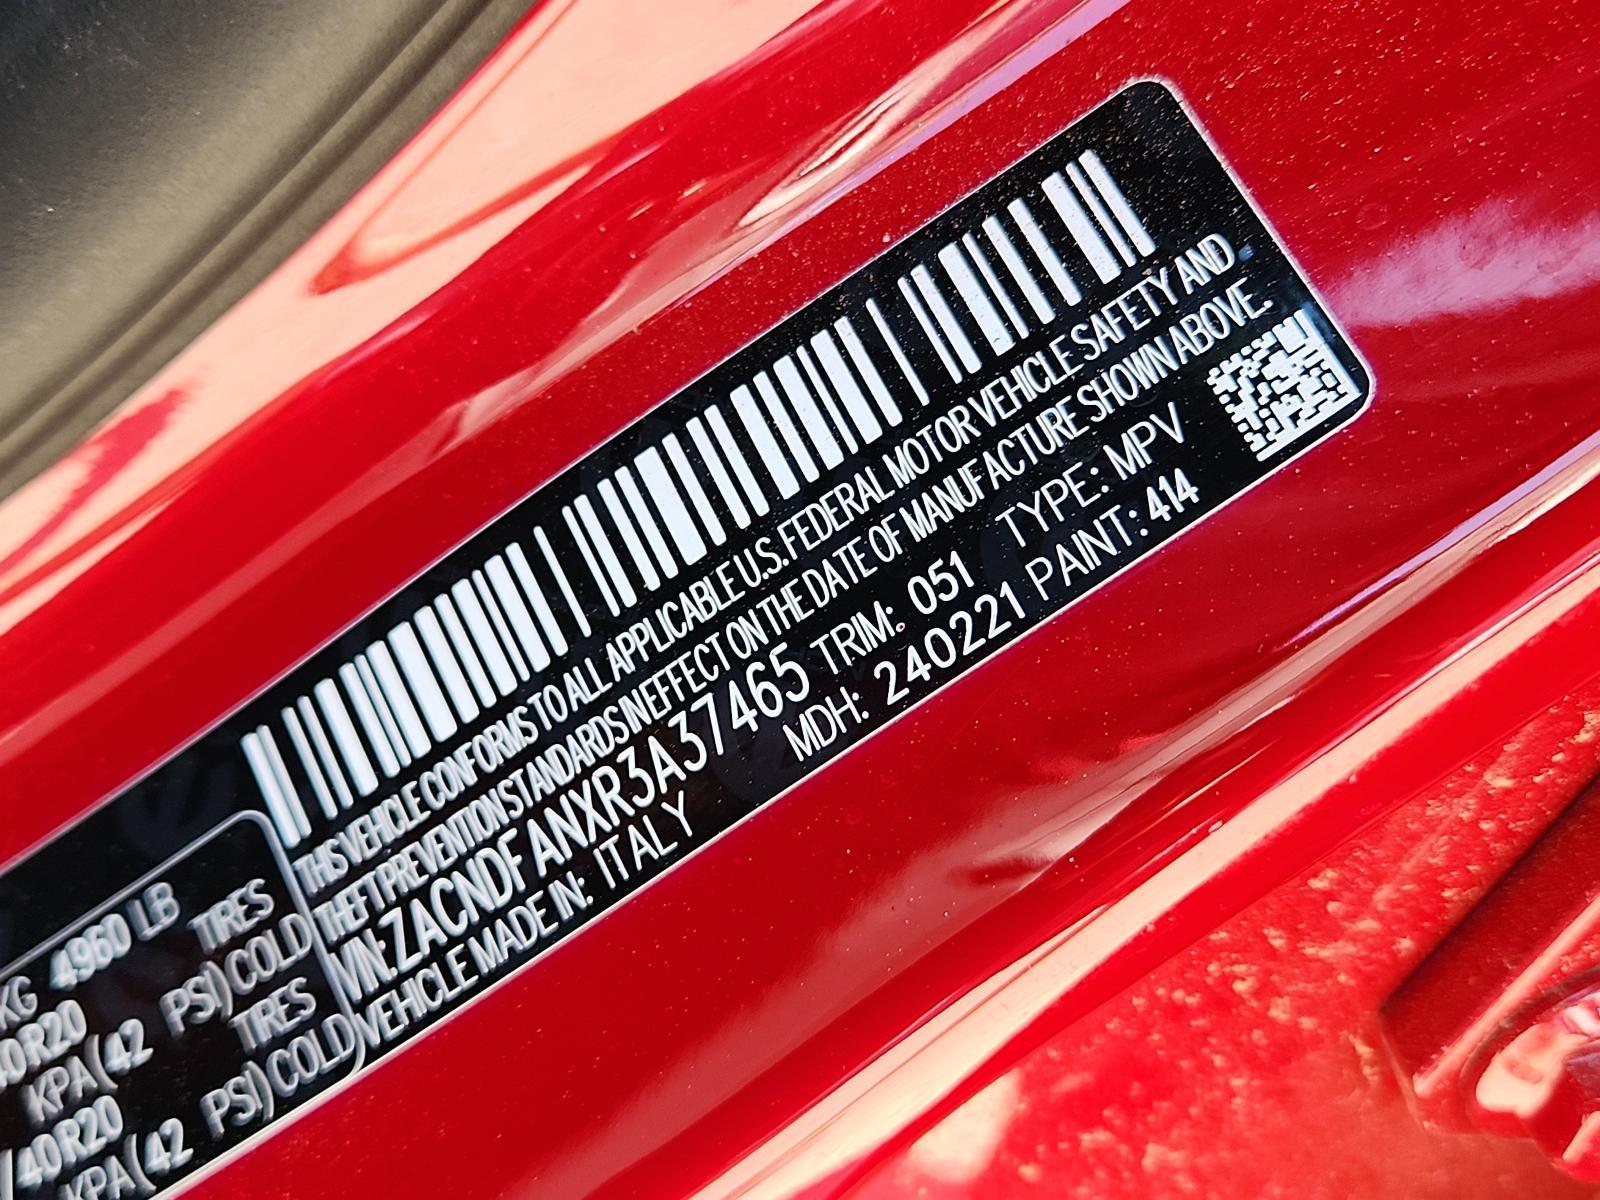 KG 4960 LB
40R20 TIRES
KPA(42 PSI) COLD
/40R20 TIRES
KPA(42 PSI) COLD
THIS VEHICLE CONFORMS TO ALL APPLICABLE U.S. FEDERAL MOTOR VEHICLE SAFETY AND
THEFT PREVENTION STANDARDS IN EFFECT ON THE DATE OF MANUFACTURE SHOWN ABOVE.
VIN: ZACNDFANXR3A37465 TRIM: 051 TYPE: MPV
VEHICLE MADE IN: ITALY MDH: 240221 PAINT: 414